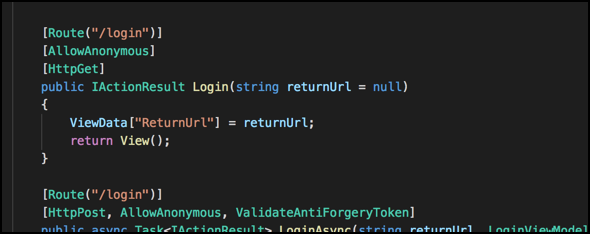 [Route("/login")]
[AllowAnonymous]
[HttpGet]
public IActionResult Login(string returnUrl = null)
{
ViewData["ReturnUrl"] = returnUrl;
return View();
}
[Route("/login")]
[HttpPost, AllowAnonymous, ValidateAntiForgeryToken]
public async Task<IActionResult> LoginAsync(string returnUrl, LoginViewModel